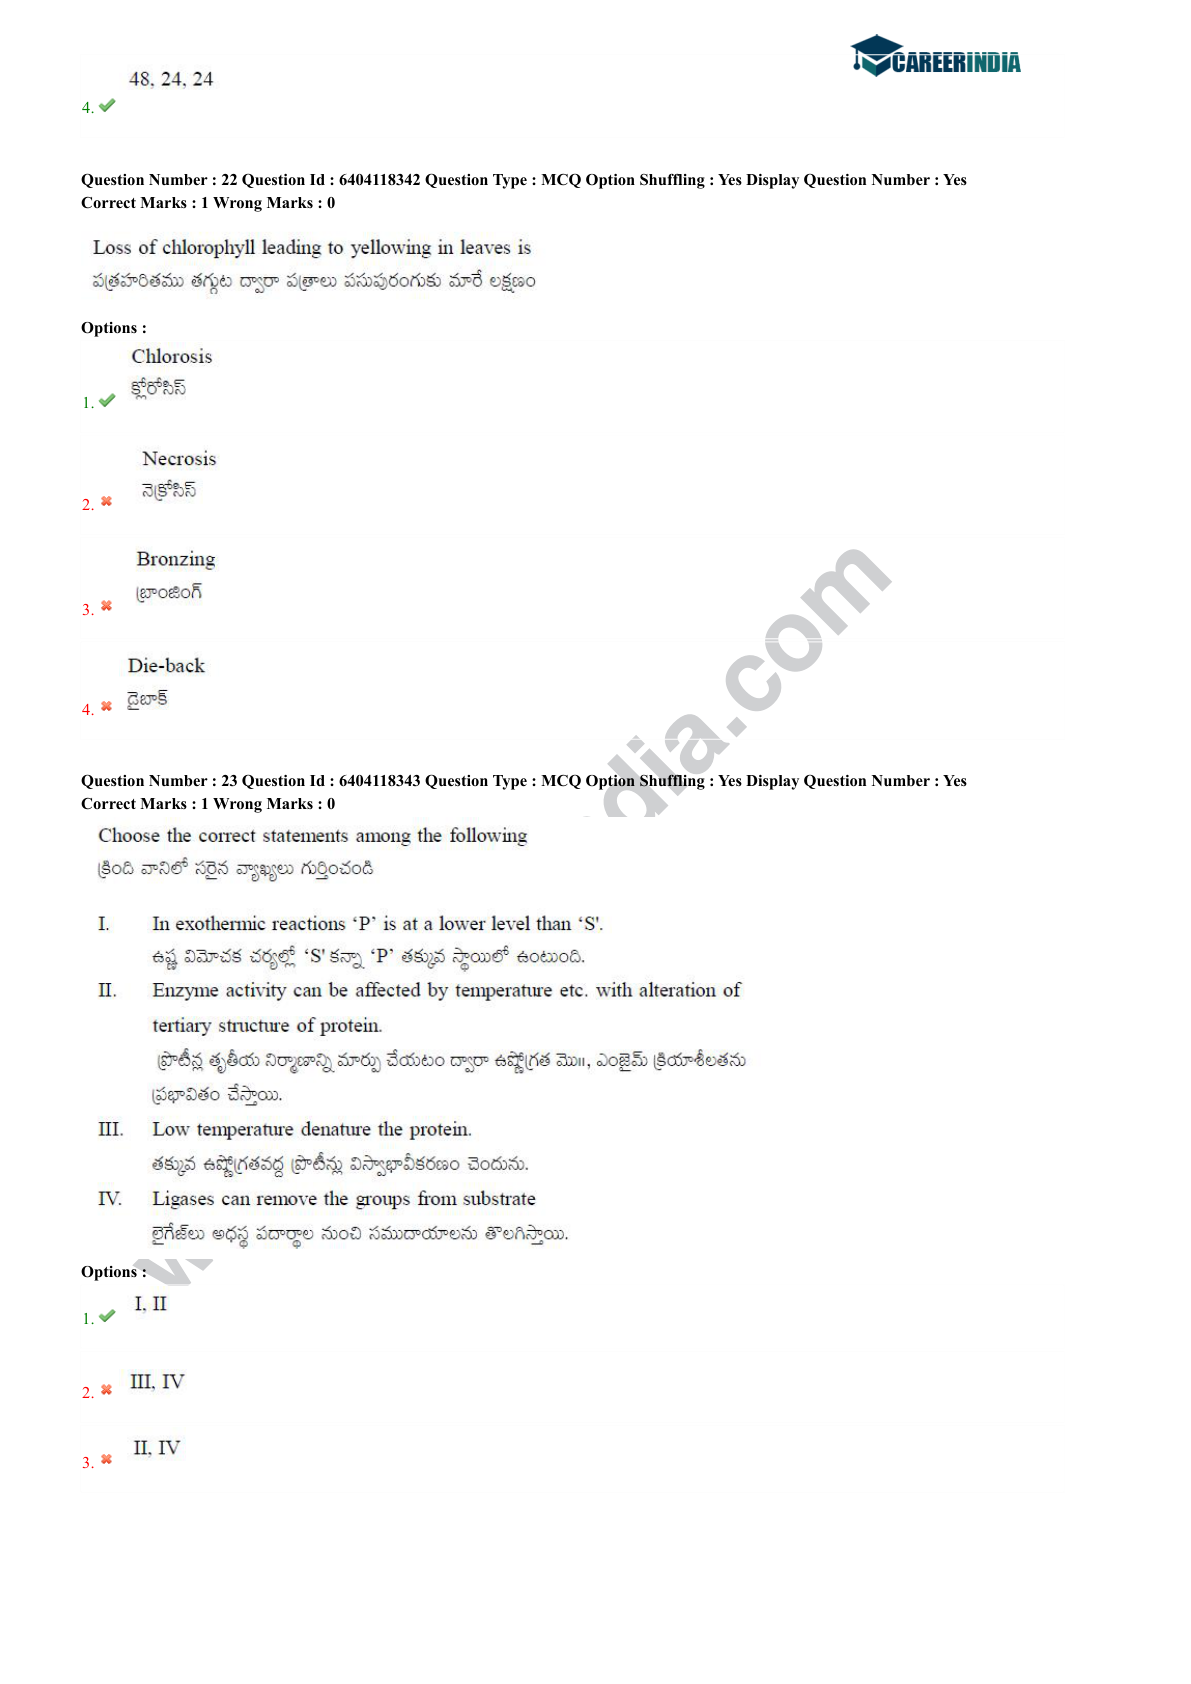 CAREERINDIA
48, 24, 24
4.
Question Number : 22 Question Id : 6404118342 Question Type : MCQ Option Shuffling : Yes Display Question Number : Yes
Correct Marks : 1 Wrong Marks : 0
Loss of chlorophyll leading to yellowing in leaves is
పత్రహరితము తగ్గుట ద్వారా పత్రాలు పసుపురంగుకు మారే లక్షణం
Options :
Chlorosis
క్లోరోసిస్
1.
Necrosis
నెక్రోసిస్
2.
Bronzing
బ్రాంజింగ్
3.
Die-back
డైబాక్
4.
Question Number : 23 Question Id : 6404118343 Question Type : MCQ Option Shuffling : Yes Display Question Number : Yes
Correct Marks : 1 Wrong Marks : 0
Choose the correct statements among the following
క్రింది వానిలో సరైన వ్యాఖ్యలు గుర్తించండి
I. In exothermic reactions ‘P’ is at a lower level than ‘S'.
ఉష్ణ విమోచక చర్యల్లో ‘S' కన్నా ‘P’ తక్కువ స్థాయిలో ఉంటుంది.
II. Enzyme activity can be affected by temperature etc. with alteration of
tertiary structure of protein.
ప్రొటీన్ల తృతీయ నిర్మాణాన్ని మార్పు చేయటం ద్వారా ఉష్ణోగ్రత మొ॥, ఎంజైమ్ క్రియాశీలతను
ప్రభావితం చేస్తాయి.
III. Low temperature denature the protein.
తక్కువ ఉష్ణోగ్రతవద్ద ప్రొటీన్లు విస్వాభావీకరణం చెందును.
IV. Ligases can remove the groups from substrate
లైగేజ్‌లు అధస్థ పదార్థాల నుంచి సముదాయాలను తొలగిస్తాయి.
Options :
I, II
1.
III, IV
2.
II, IV
3.
dia.com